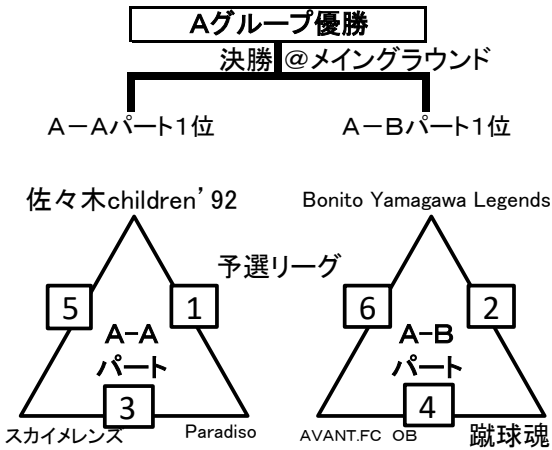 Aグループ優勝
決勝 @メイングラウンド
A－Aパート1位
A－Bパート1位
佐々木children’92
Bonito Yamagawa Legends
予選リーグ
5
1
6
2
A-A
パート
A-B
パート
3
4
スカイメレンズ
Paradiso
AVANT.FC OB
蹴球魂